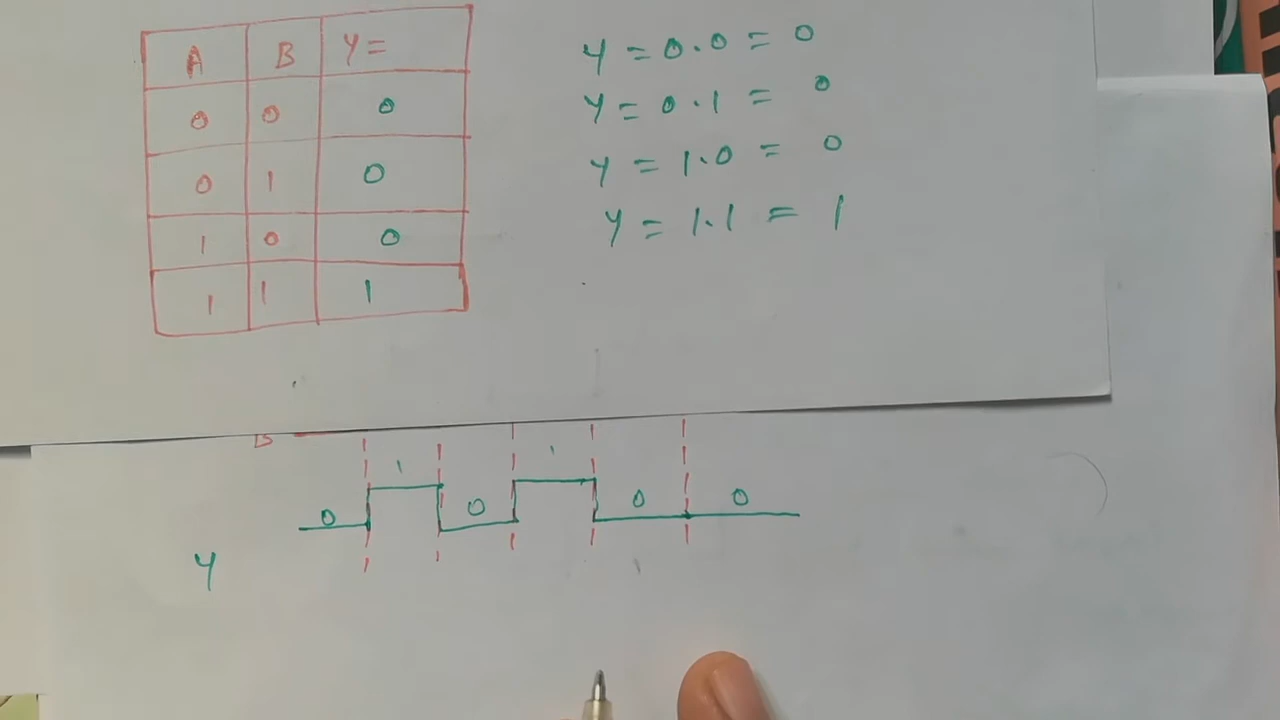 A B Y =
0 0 0
0 1 0
1 0 0
1 1 1
y = 0.0 = 0
y = 0.1 = 0
y = 1.0 = 0
y = 1.1 = 1
B
0 1 0 1 0 0
y